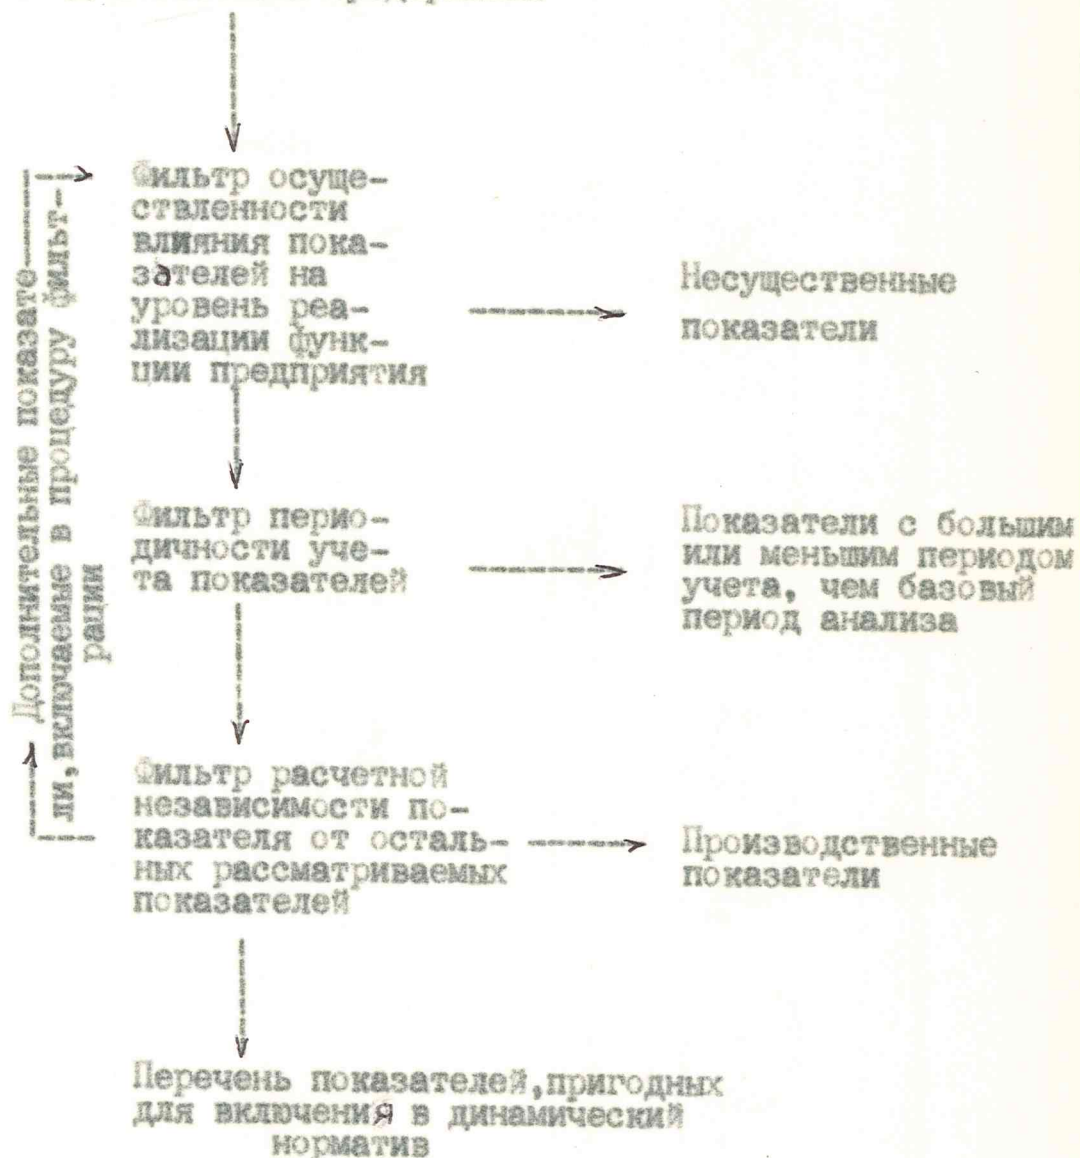 Фильтр осуще-
ствленности
влияния пока-
зателей на
уровень реа-
лизации функ-
ции предприятия
Несущественные
показатели
Дополнительные показате-
ли,включаемые в процедуру фильт-
рации
Фильтр перио-
дичности уче-
та показателей
Показатели с большим
или меньшим периодом
учета, чем базовый
период анализа
Фильтр расчетной
независимости по-
казателя от осталь-
ных рассматриваемых
показателей
Производственные
показатели
Перечень показателей,пригодных
для включения в динамический
норматив